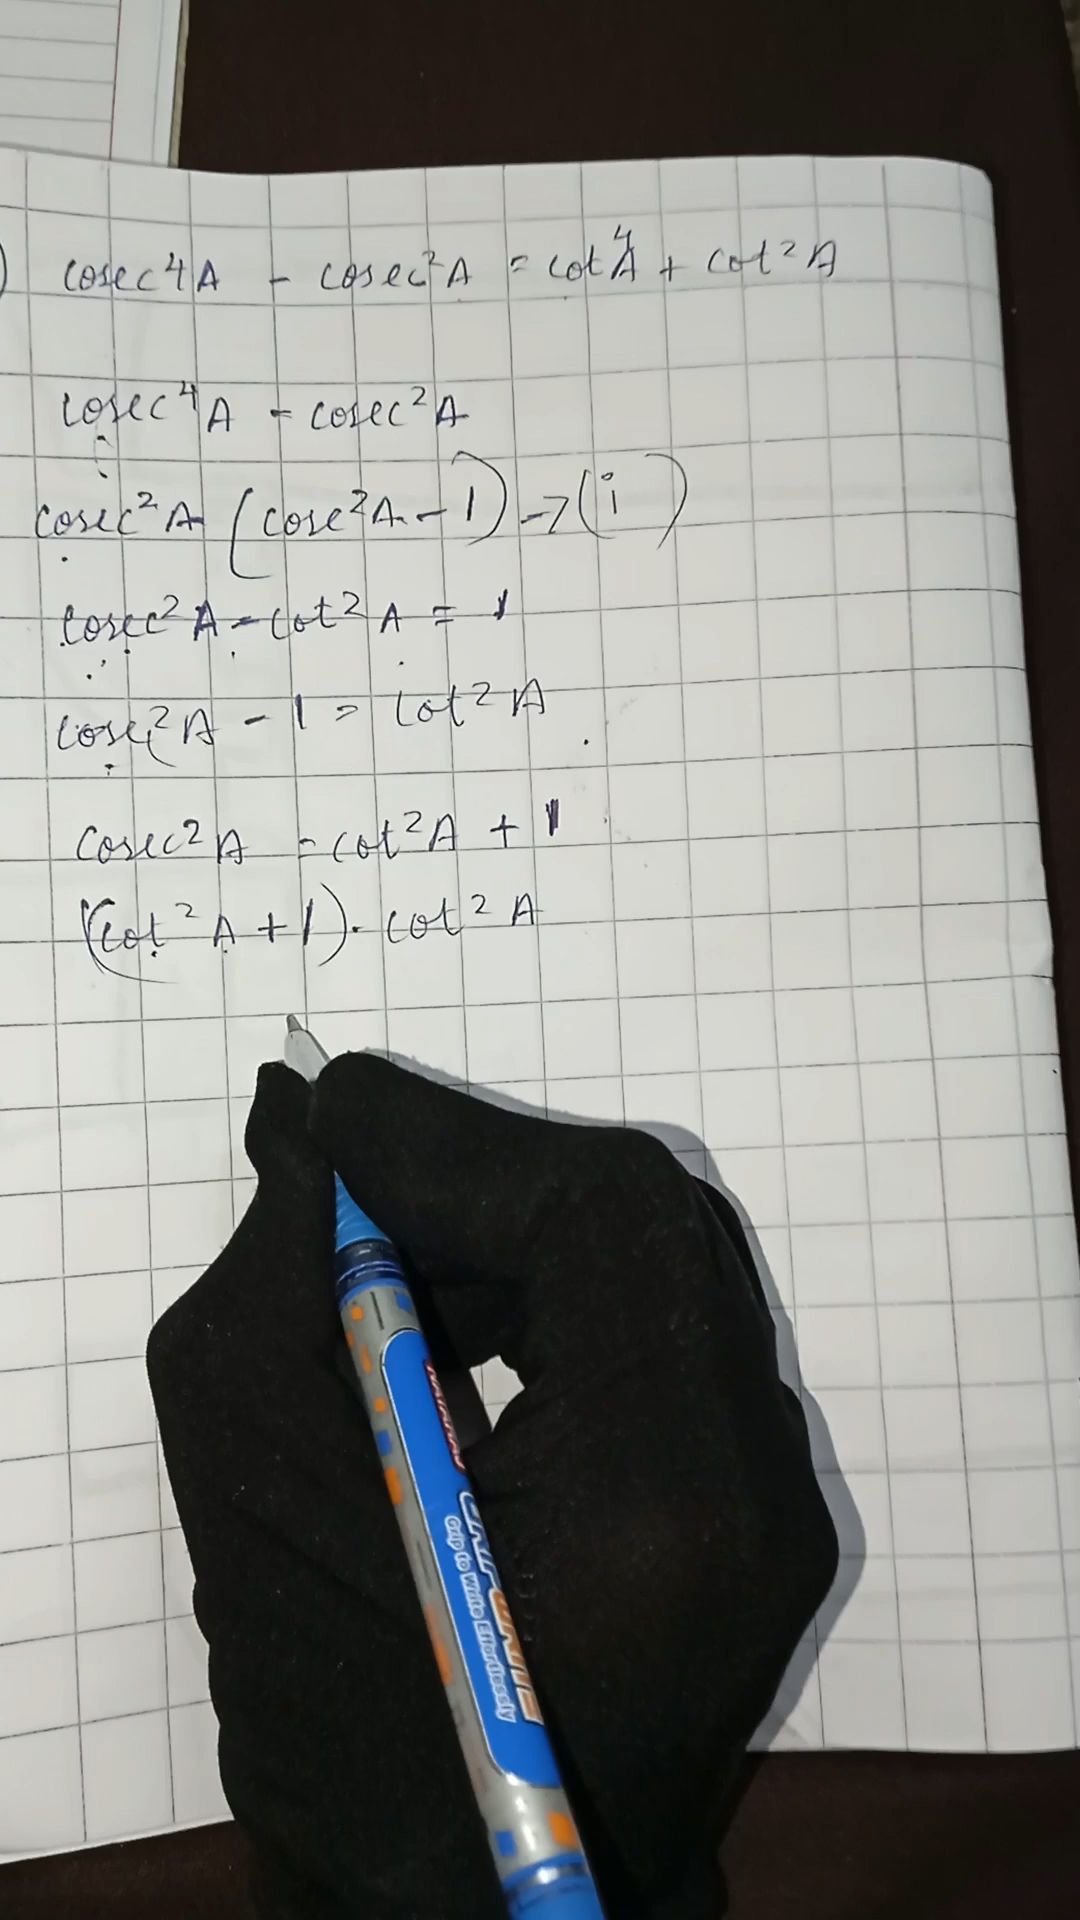 ) cosec⁴A - cosec²A = cot⁴A + cot²A
cosec⁴A - cosec²A
cosec²A (cosec²A - 1) -> (i)
cosec²A - cot²A = 1
cosec²A - 1 = cot²A
cosec²A = cot²A + 1
(cot²A + 1) . cot²A
Grip to Write Effortlessly